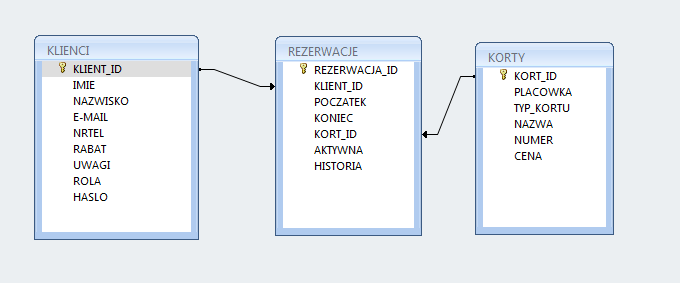 KLIENCI
KLIENT_ID
IMIE
NAZWISKO
E-MAIL
NRTEL
RABAT
UWAGI
ROLA
HASLO
REZERWACJE
REZERWACJA_ID
KLIENT_ID
POCZATEK
KONIEC
KORT_ID
AKTYWNA
HISTORIA
KORTY
KORT_ID
PLACOWKA
TYP_KORTU
NAZWA
NUMER
CENA